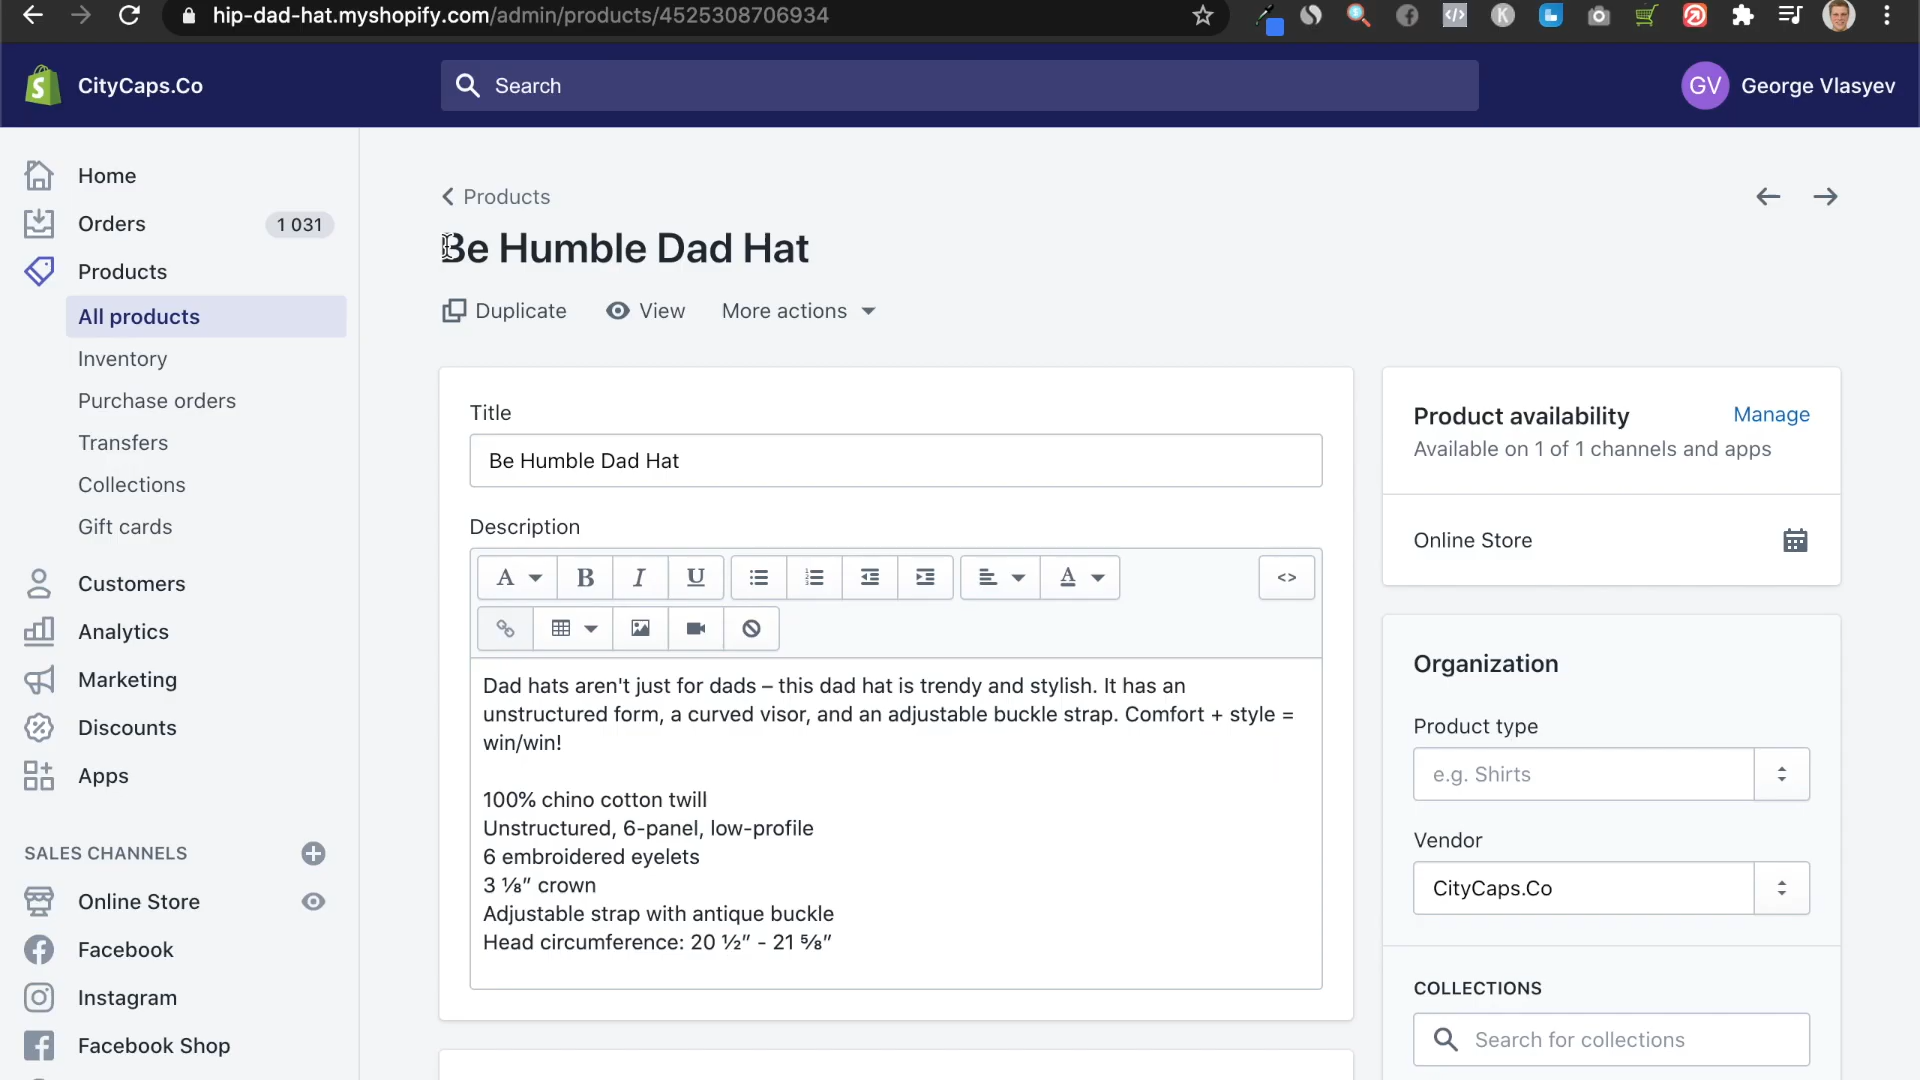 hip-dad-hat.myshopify.com/admin/products/4525308706934
CityCaps.Co
Search
GV George Vlasyev
Home
Orders 1 031
Products
All products
Inventory
Purchase orders
Transfers
Collections
Gift cards
Customers
Analytics
Marketing
Discounts
Apps
SALES CHANNELS
Online Store
Facebook
Instagram
Facebook Shop
Products
Be Humble Dad Hat
Duplicate View More actions
Title
Be Humble Dad Hat
Description
A B I U A <>
Dad hats aren't just for dads – this dad hat is trendy and stylish. It has an
unstructured form, a curved visor, and an adjustable buckle strap. Comfort + style =
win/win!
100% chino cotton twill
Unstructured, 6-panel, low-profile
6 embroidered eyelets
3 ⅛” crown
Adjustable strap with antique buckle
Head circumference: 20 ½” - 21 ⅝”
Product availability Manage
Available on 1 of 1 channels and apps
Online Store
Organization
Product type
e.g. Shirts
Vendor
CityCaps.Co
COLLECTIONS
Search for collections